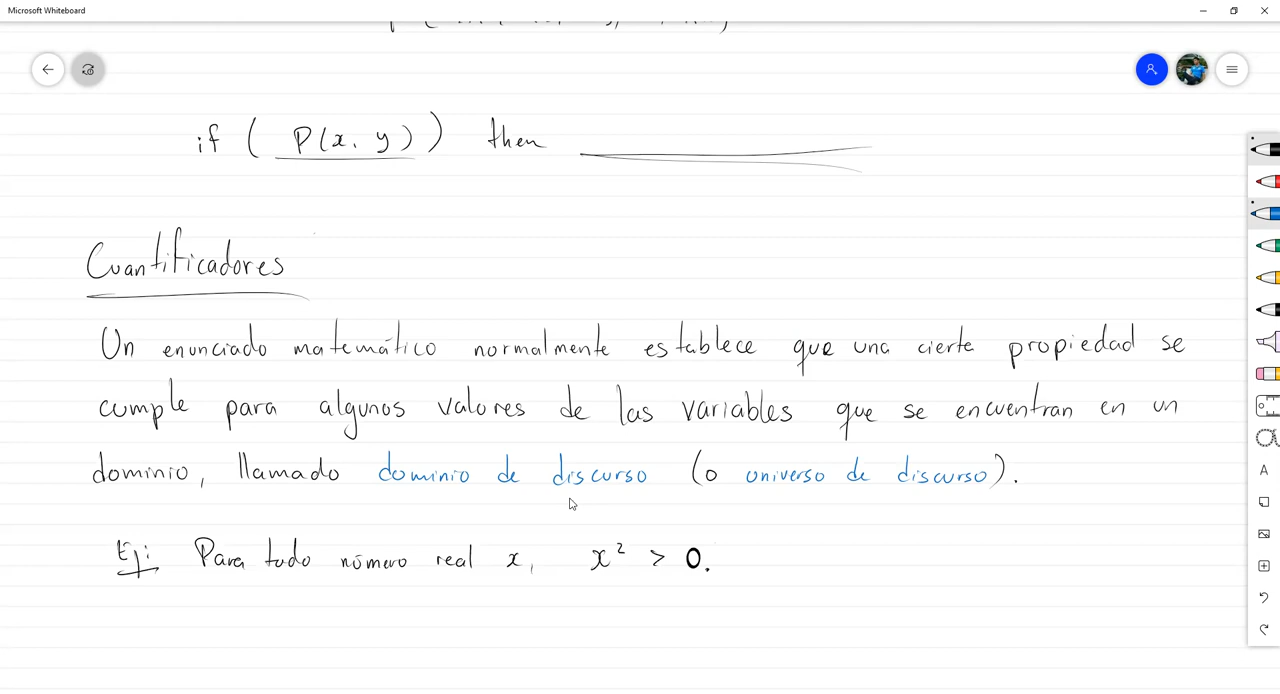 Microsoft Whiteboard
if ( P(x, y) ) then
Cuantificadores
Un enunciado matemático normalmente establece que una cierta propiedad se
cumple para algunos valores de las variables que se encuentran en un
dominio, llamado dominio de discurso (o universo de discurso).
Ej: Para todo número real x, x² > 0.
A